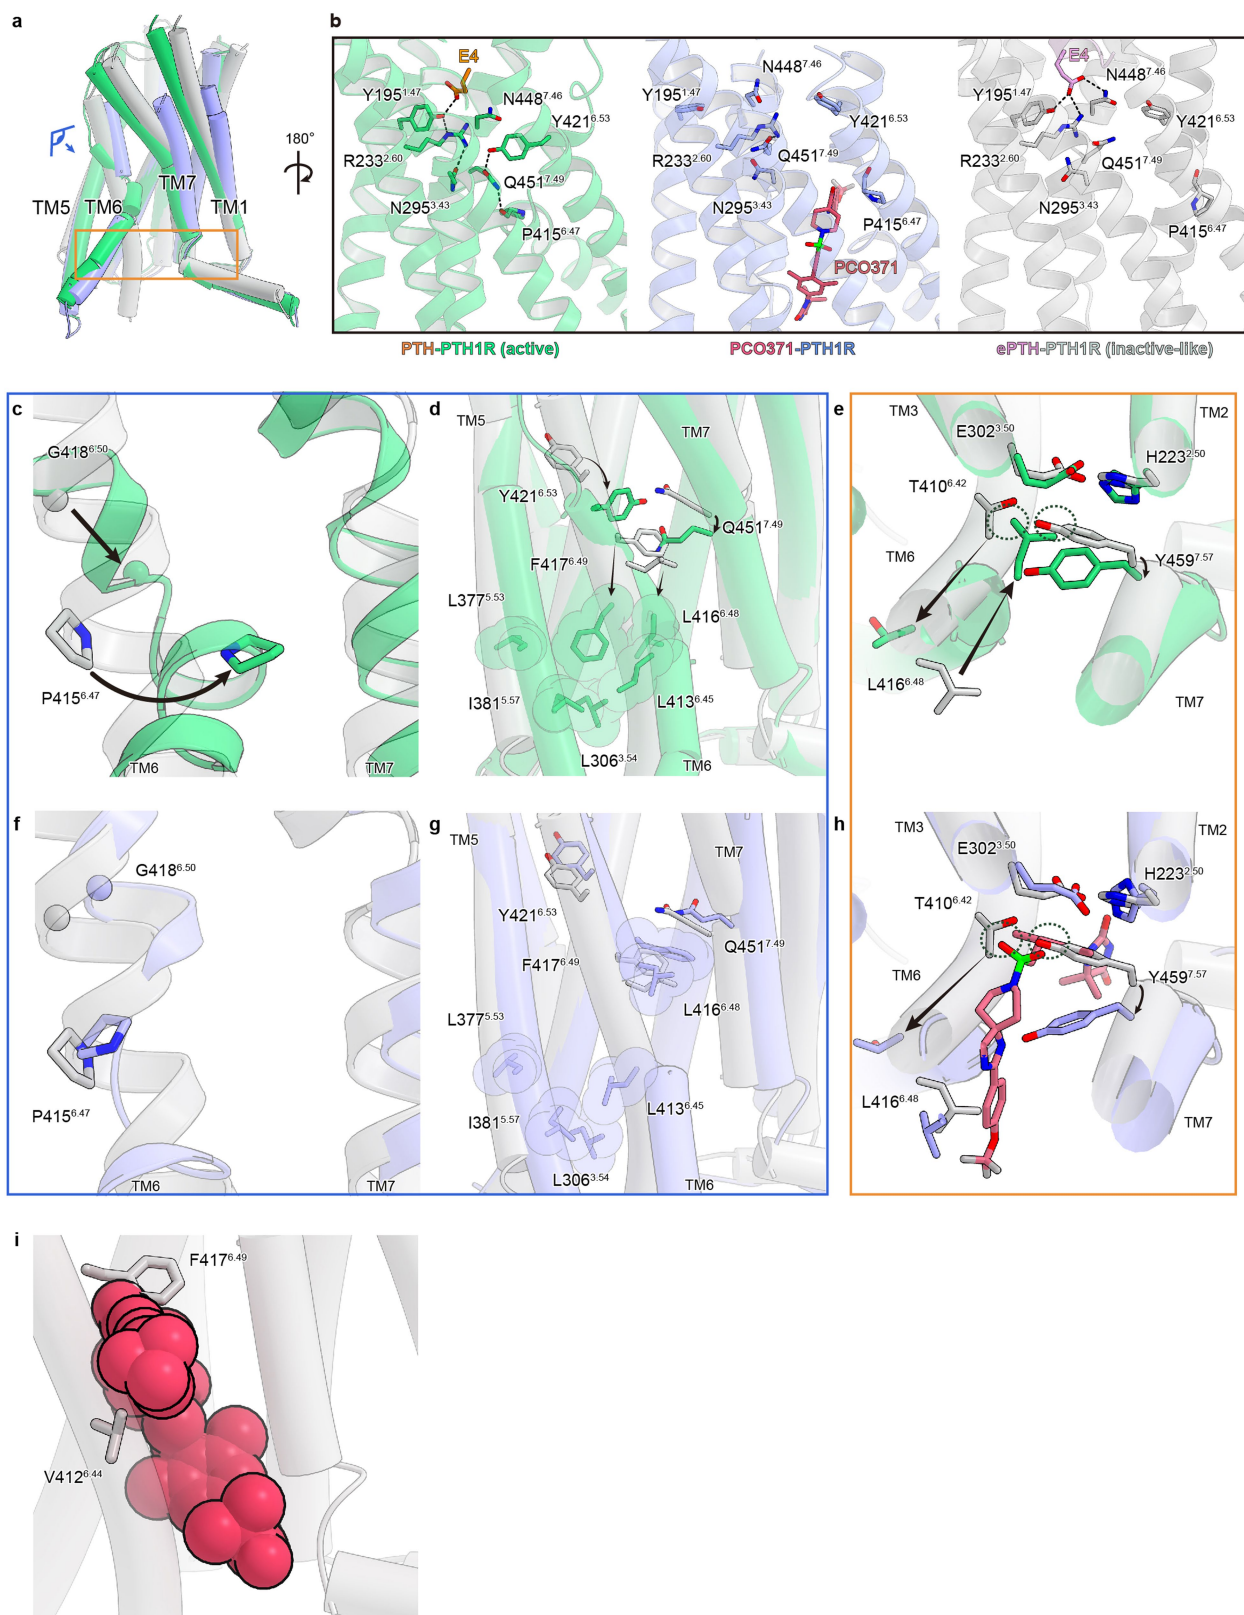 a
TM5
TM6
TM7
TM1
180°
b
E4
N448^7.46
Y195^1.47
Y421^6.53
R233^2.60
Q451^7.49
N295^3.43
P415^6.47
PTH-PTH1R (active)
N448^7.46
Y195^1.47
Y421^6.53
R233^2.60
Q451^7.49
N295^3.43
P415^6.47
PCO371
PCO371-PTH1R
E4
N448^7.46
Y195^1.47
Y421^6.53
R233^2.60
Q451^7.49
N295^3.43
P415^6.47
ePTH-PTH1R (inactive-like)
c
G418^6.50
P415^6.47
TM6
TM7
d
TM5
TM7
Y421^6.53
Q451^7.49
F417^6.49
L377^5.53
L416^6.48
I381^5.57
L413^6.45
L306^3.54
TM6
e
TM3
TM2
E302^3.50
H223^2.50
T410^6.42
TM6
Y459^7.57
L416^6.48
TM7
f
G418^6.50
P415^6.47
TM6
TM7
g
TM5
TM7
Y421^6.53
Q451^7.49
F417^6.49
L416^6.48
L377^5.53
L413^6.45
I381^5.57
L306^3.54
TM6
h
TM3
TM2
E302^3.50
H223^2.50
T410^6.42
TM6
Y459^7.57
L416^6.48
TM7
i
F417^6.49
V412^6.44